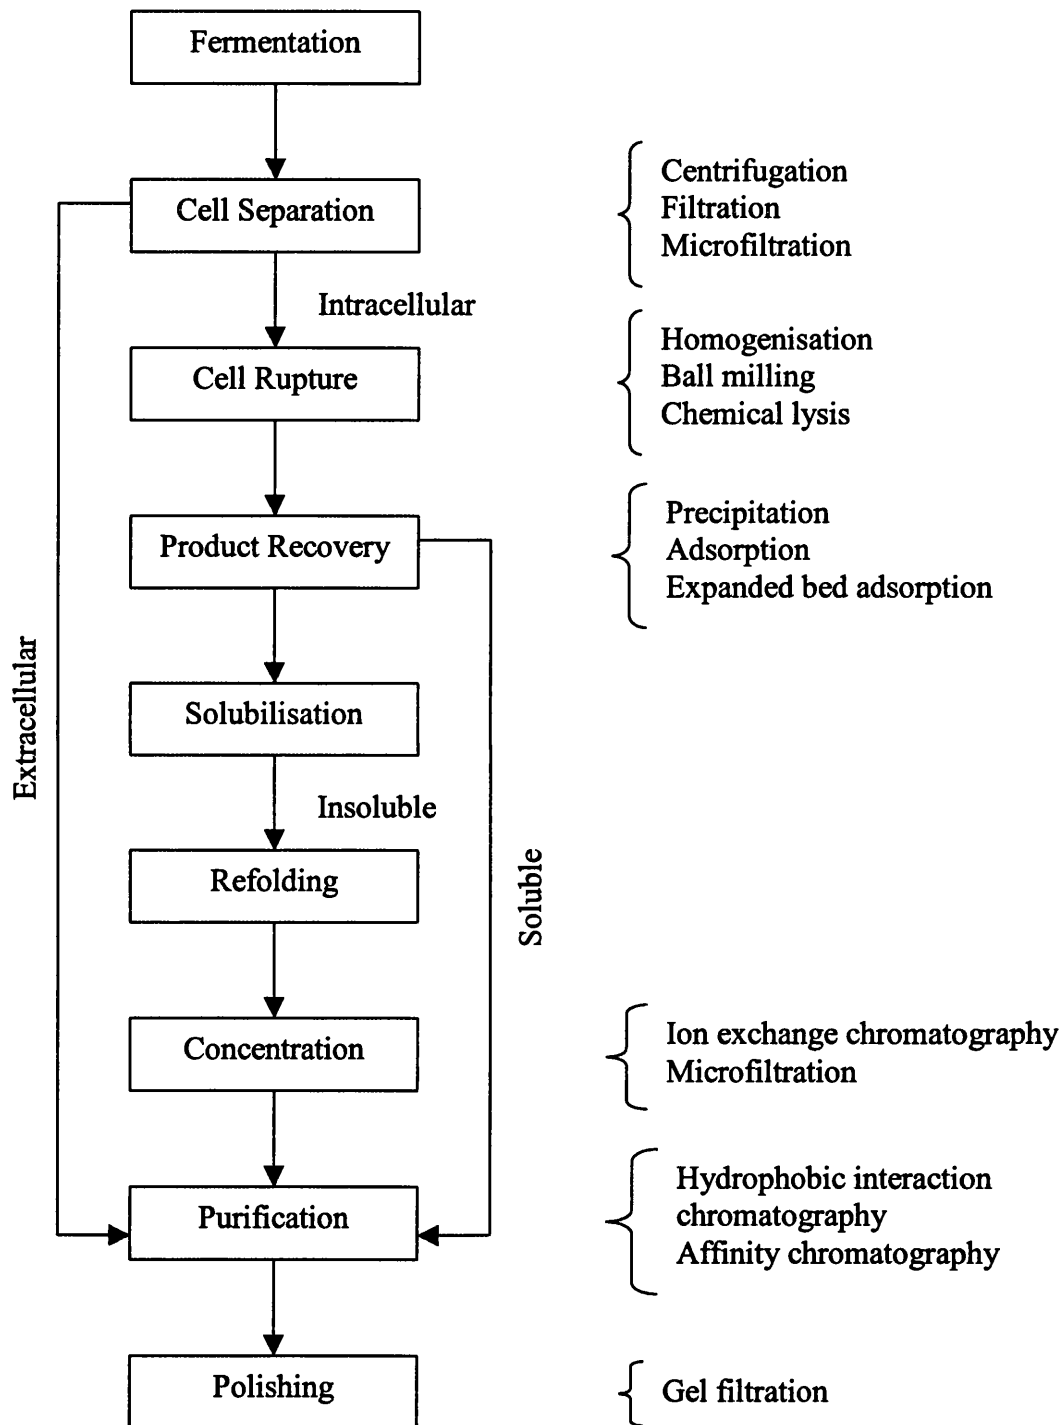 Fermentation
Cell Separation
Centrifugation
Filtration
Microfiltration
Intracellular
Cell Rupture
Homogenisation
Ball milling
Chemical lysis
Product Recovery
Precipitation
Adsorption
Expanded bed adsorption
Extracellular
Solubilisation
Insoluble
Refolding
Soluble
Concentration
Ion exchange chromatography
Microfiltration
Purification
Hydrophobic interaction
chromatography
Affinity chromatography
Polishing
Gel filtration